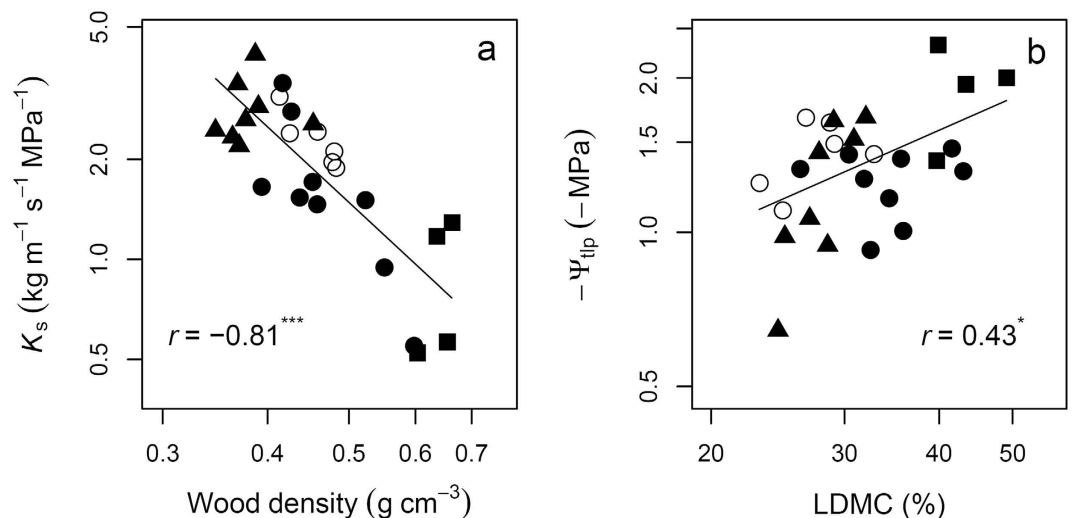 a
5.0
2.0
1.0
0.5
Kₛ (kg m⁻¹ s⁻¹ MPa⁻¹)
r = −0.81***
0.3 0.4 0.5 0.6 0.7
Wood density (g cm⁻³)
b
2.0
1.5
1.0
0.5
−Ψtlp (−MPa)
r = 0.43*
20 30 40 50
LDMC (%)